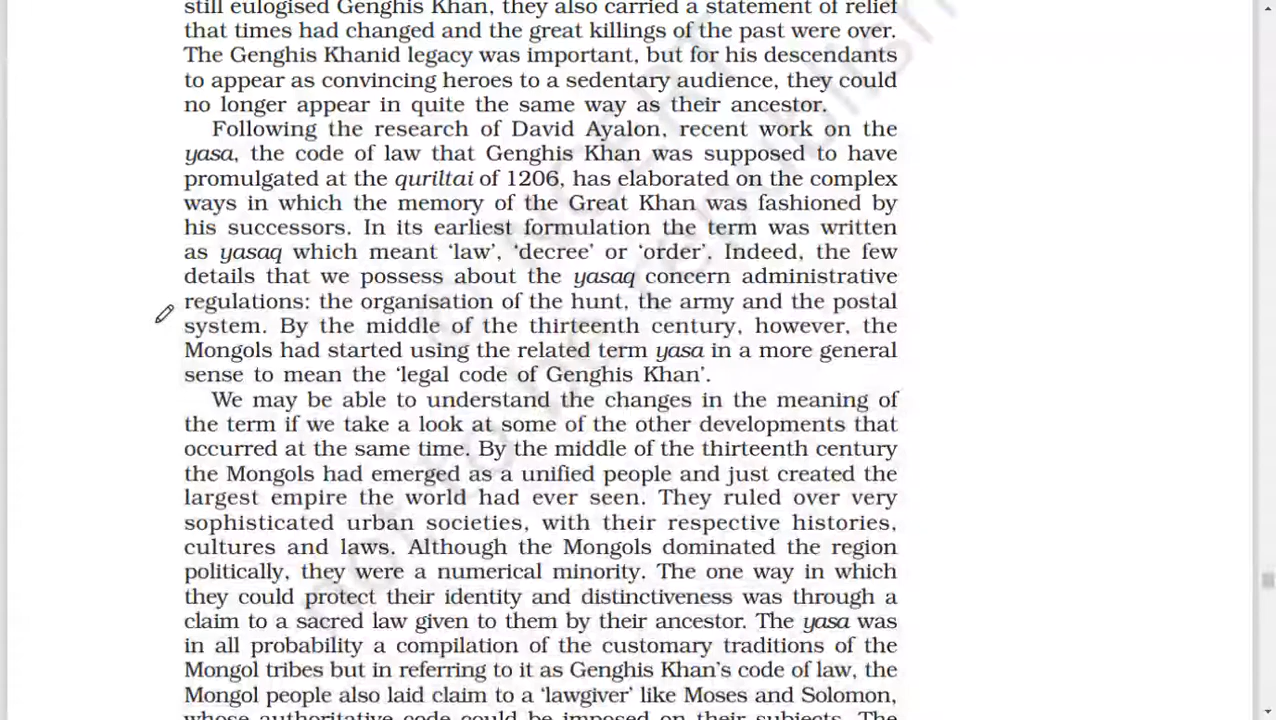 still eulogised Genghis Khan, they also carried a statement of relief
that times had changed and the great killings of the past were over.
The Genghis Khanid legacy was important, but for his descendants
to appear as convincing heroes to a sedentary audience, they could
no longer appear in quite the same way as their ancestor.
Following the research of David Ayalon, recent work on the
yasa, the code of law that Genghis Khan was supposed to have
promulgated at the quriltai of 1206, has elaborated on the complex
ways in which the memory of the Great Khan was fashioned by
his successors. In its earliest formulation the term was written
as yasaq which meant ‘law’, ‘decree’ or ‘order’. Indeed, the few
details that we possess about the yasaq concern administrative
regulations: the organisation of the hunt, the army and the postal
system. By the middle of the thirteenth century, however, the
Mongols had started using the related term yasa in a more general
sense to mean the ‘legal code of Genghis Khan’.
We may be able to understand the changes in the meaning of
the term if we take a look at some of the other developments that
occurred at the same time. By the middle of the thirteenth century
the Mongols had emerged as a unified people and just created the
largest empire the world had ever seen. They ruled over very
sophisticated urban societies, with their respective histories,
cultures and laws. Although the Mongols dominated the region
politically, they were a numerical minority. The one way in which
they could protect their identity and distinctiveness was through a
claim to a sacred law given to them by their ancestor. The yasa was
in all probability a compilation of the customary traditions of the
Mongol tribes but in referring to it as Genghis Khan’s code of law, the
Mongol people also laid claim to a ‘lawgiver’ like Moses and Solomon,
whose authoritative code could be imposed on their subjects. The
© NCERT
not to be republish